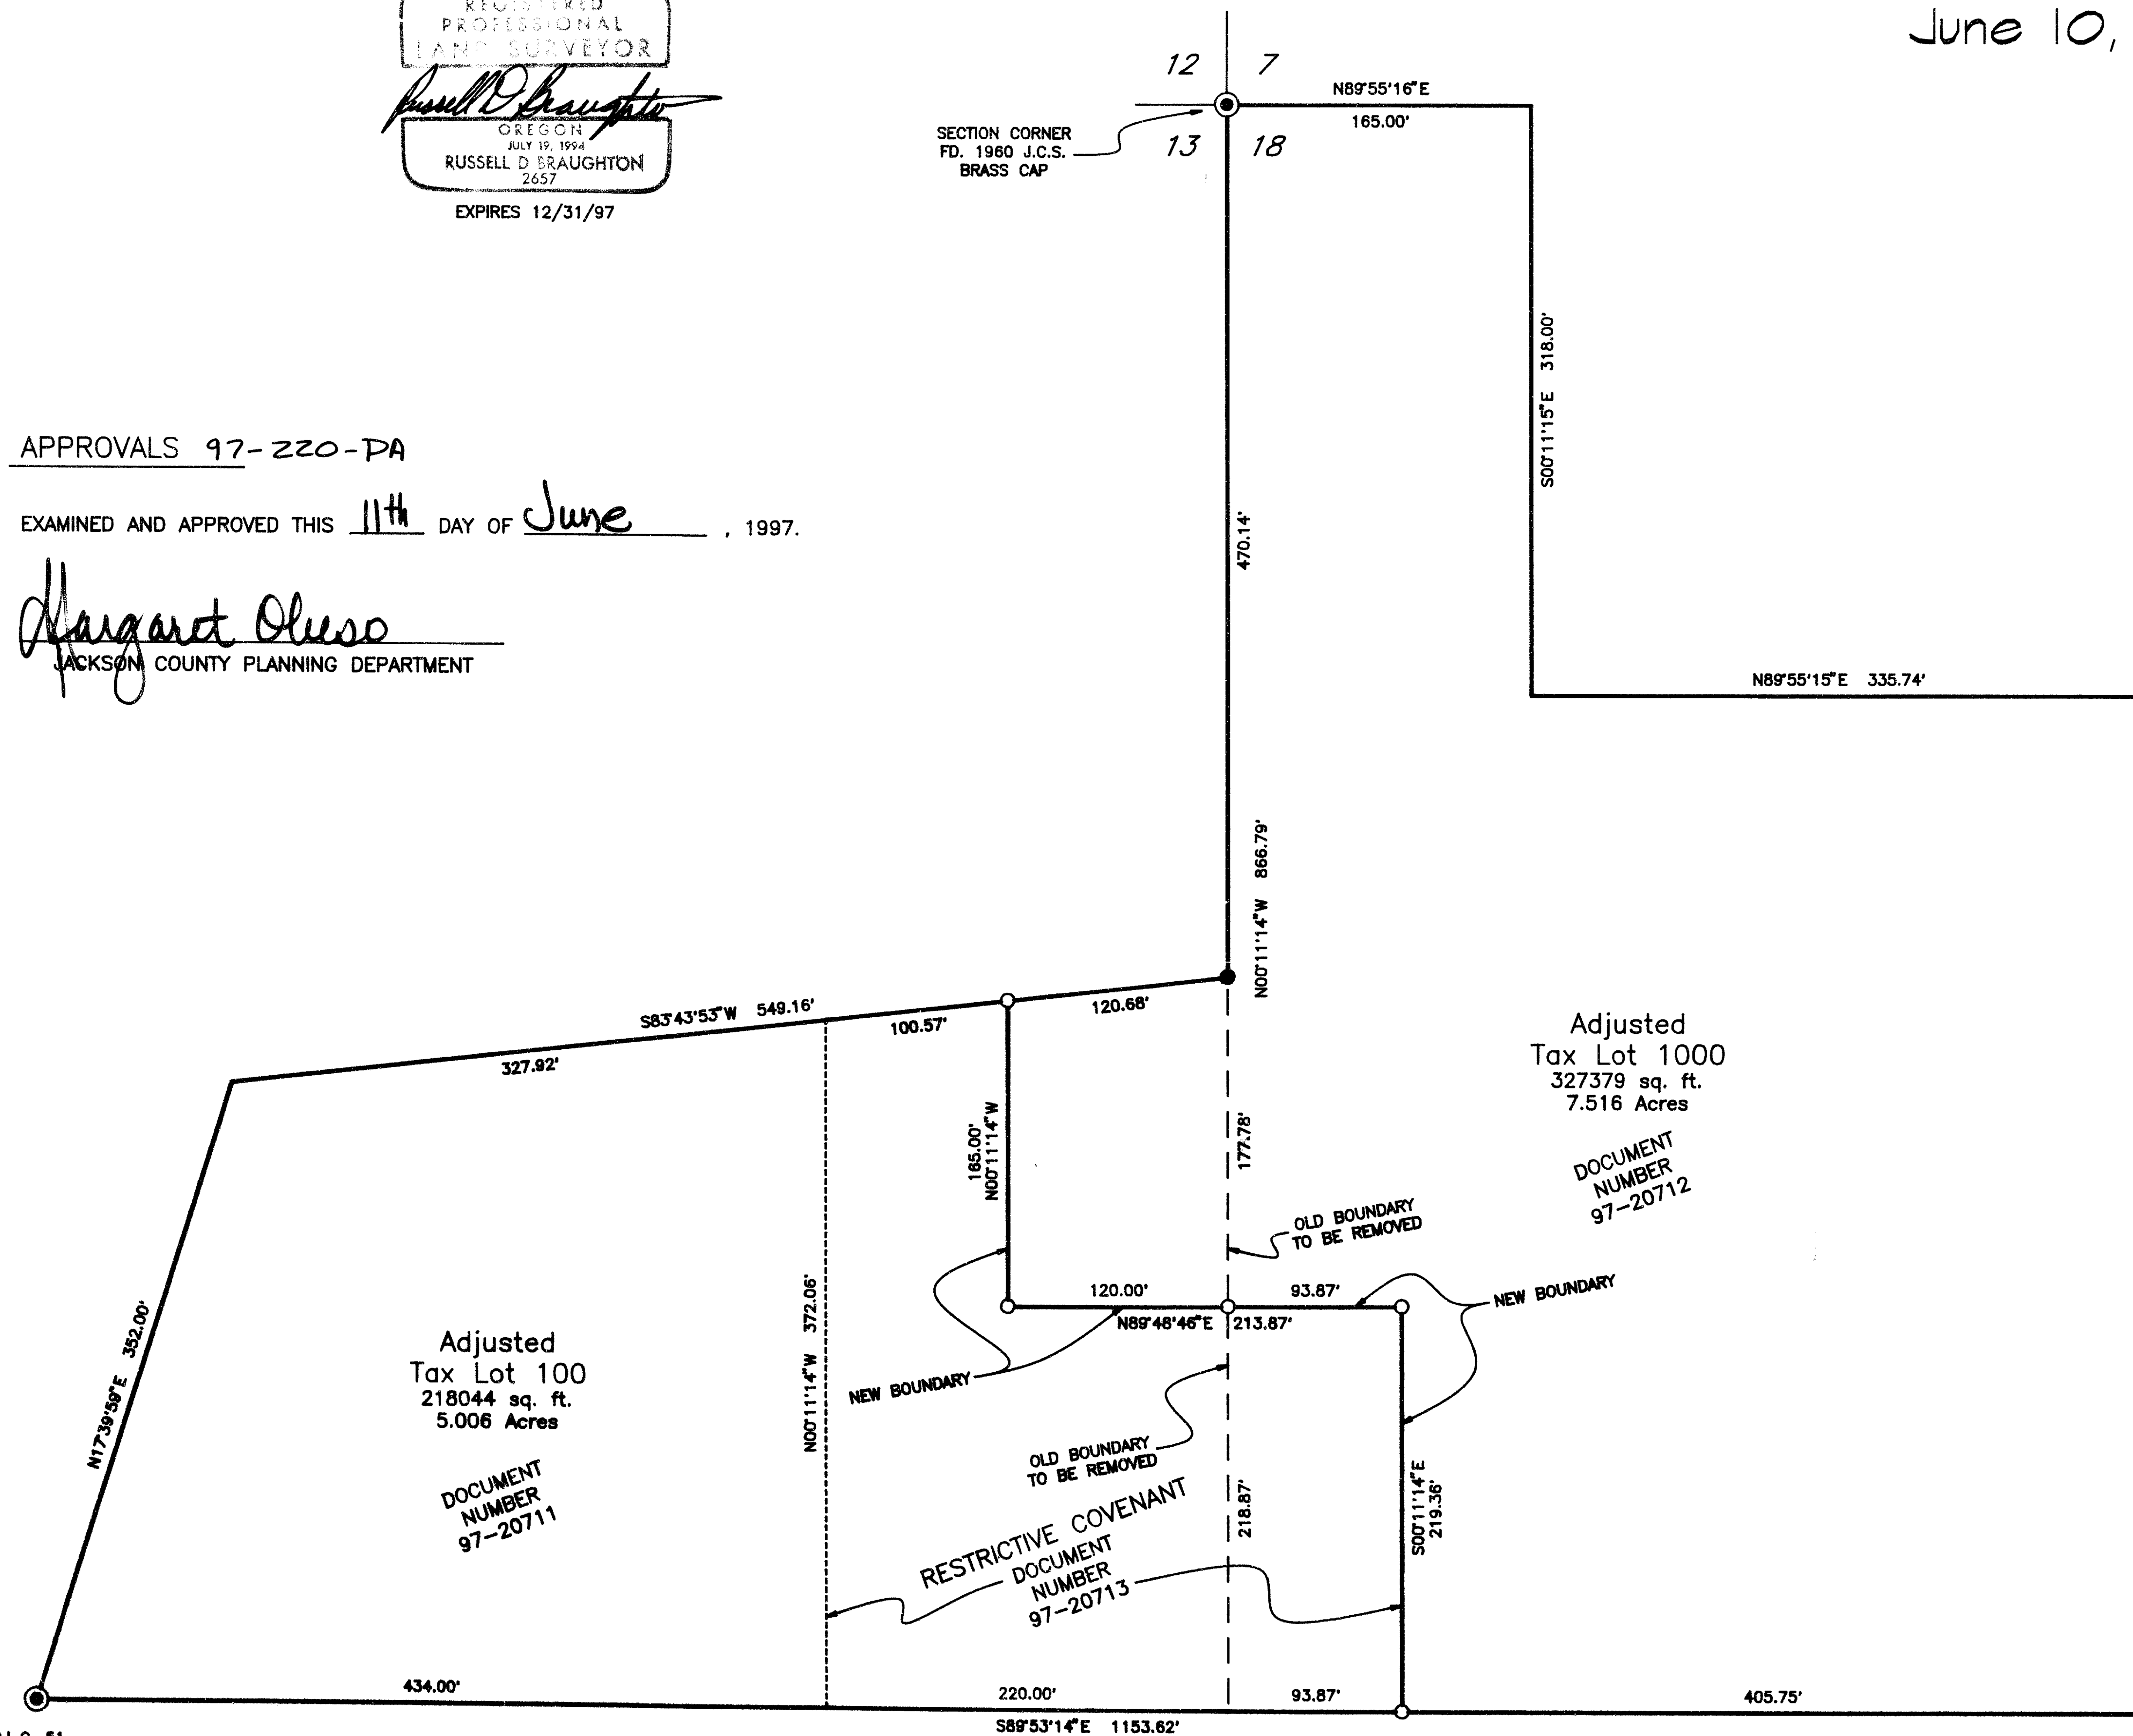 REGISTERED
PROFESSIONAL
LAND SURVEYOR
OREGON
JULY 19, 1994
RUSSELL D BRAUGHTON
2657
EXPIRES 12/31/97
June 10,
12 7
13 18
SECTION CORNER
FD. 1960 J.C.S.
BRASS CAP
N89°55'16"E
165.00'
S00°11'15"E 318.00'
470.14'
N89°55'15"E 335.74'
APPROVALS 97-220-PA
EXAMINED AND APPROVED THIS 11th DAY OF June , 1997.
JACKSON COUNTY PLANNING DEPARTMENT
N00°11'14"W 866.79'
S83°43'53"W 549.16'
327.92'
100.57'
120.68'
165.00'
N00°11'14"W
177.78'
Adjusted
Tax Lot 1000
327379 sq. ft.
7.516 Acres
DOCUMENT
NUMBER
97-20712
OLD BOUNDARY
TO BE REMOVED
120.00'
93.87'
N89°48'46"E 213.87'
NEW BOUNDARY
NEW BOUNDARY
N17°39'59"E 352.00'
Adjusted
Tax Lot 100
218044 sq. ft.
5.006 Acres
DOCUMENT
NUMBER
97-20711
N00°11'14"W 372.06'
OLD BOUNDARY
TO BE REMOVED
RESTRICTIVE COVENANT
DOCUMENT
NUMBER
97-20713
218.87'
S00°11'14"E
219.36'
434.00'
220.00'
93.87'
405.75'
S89°53'14"E 1153.62'